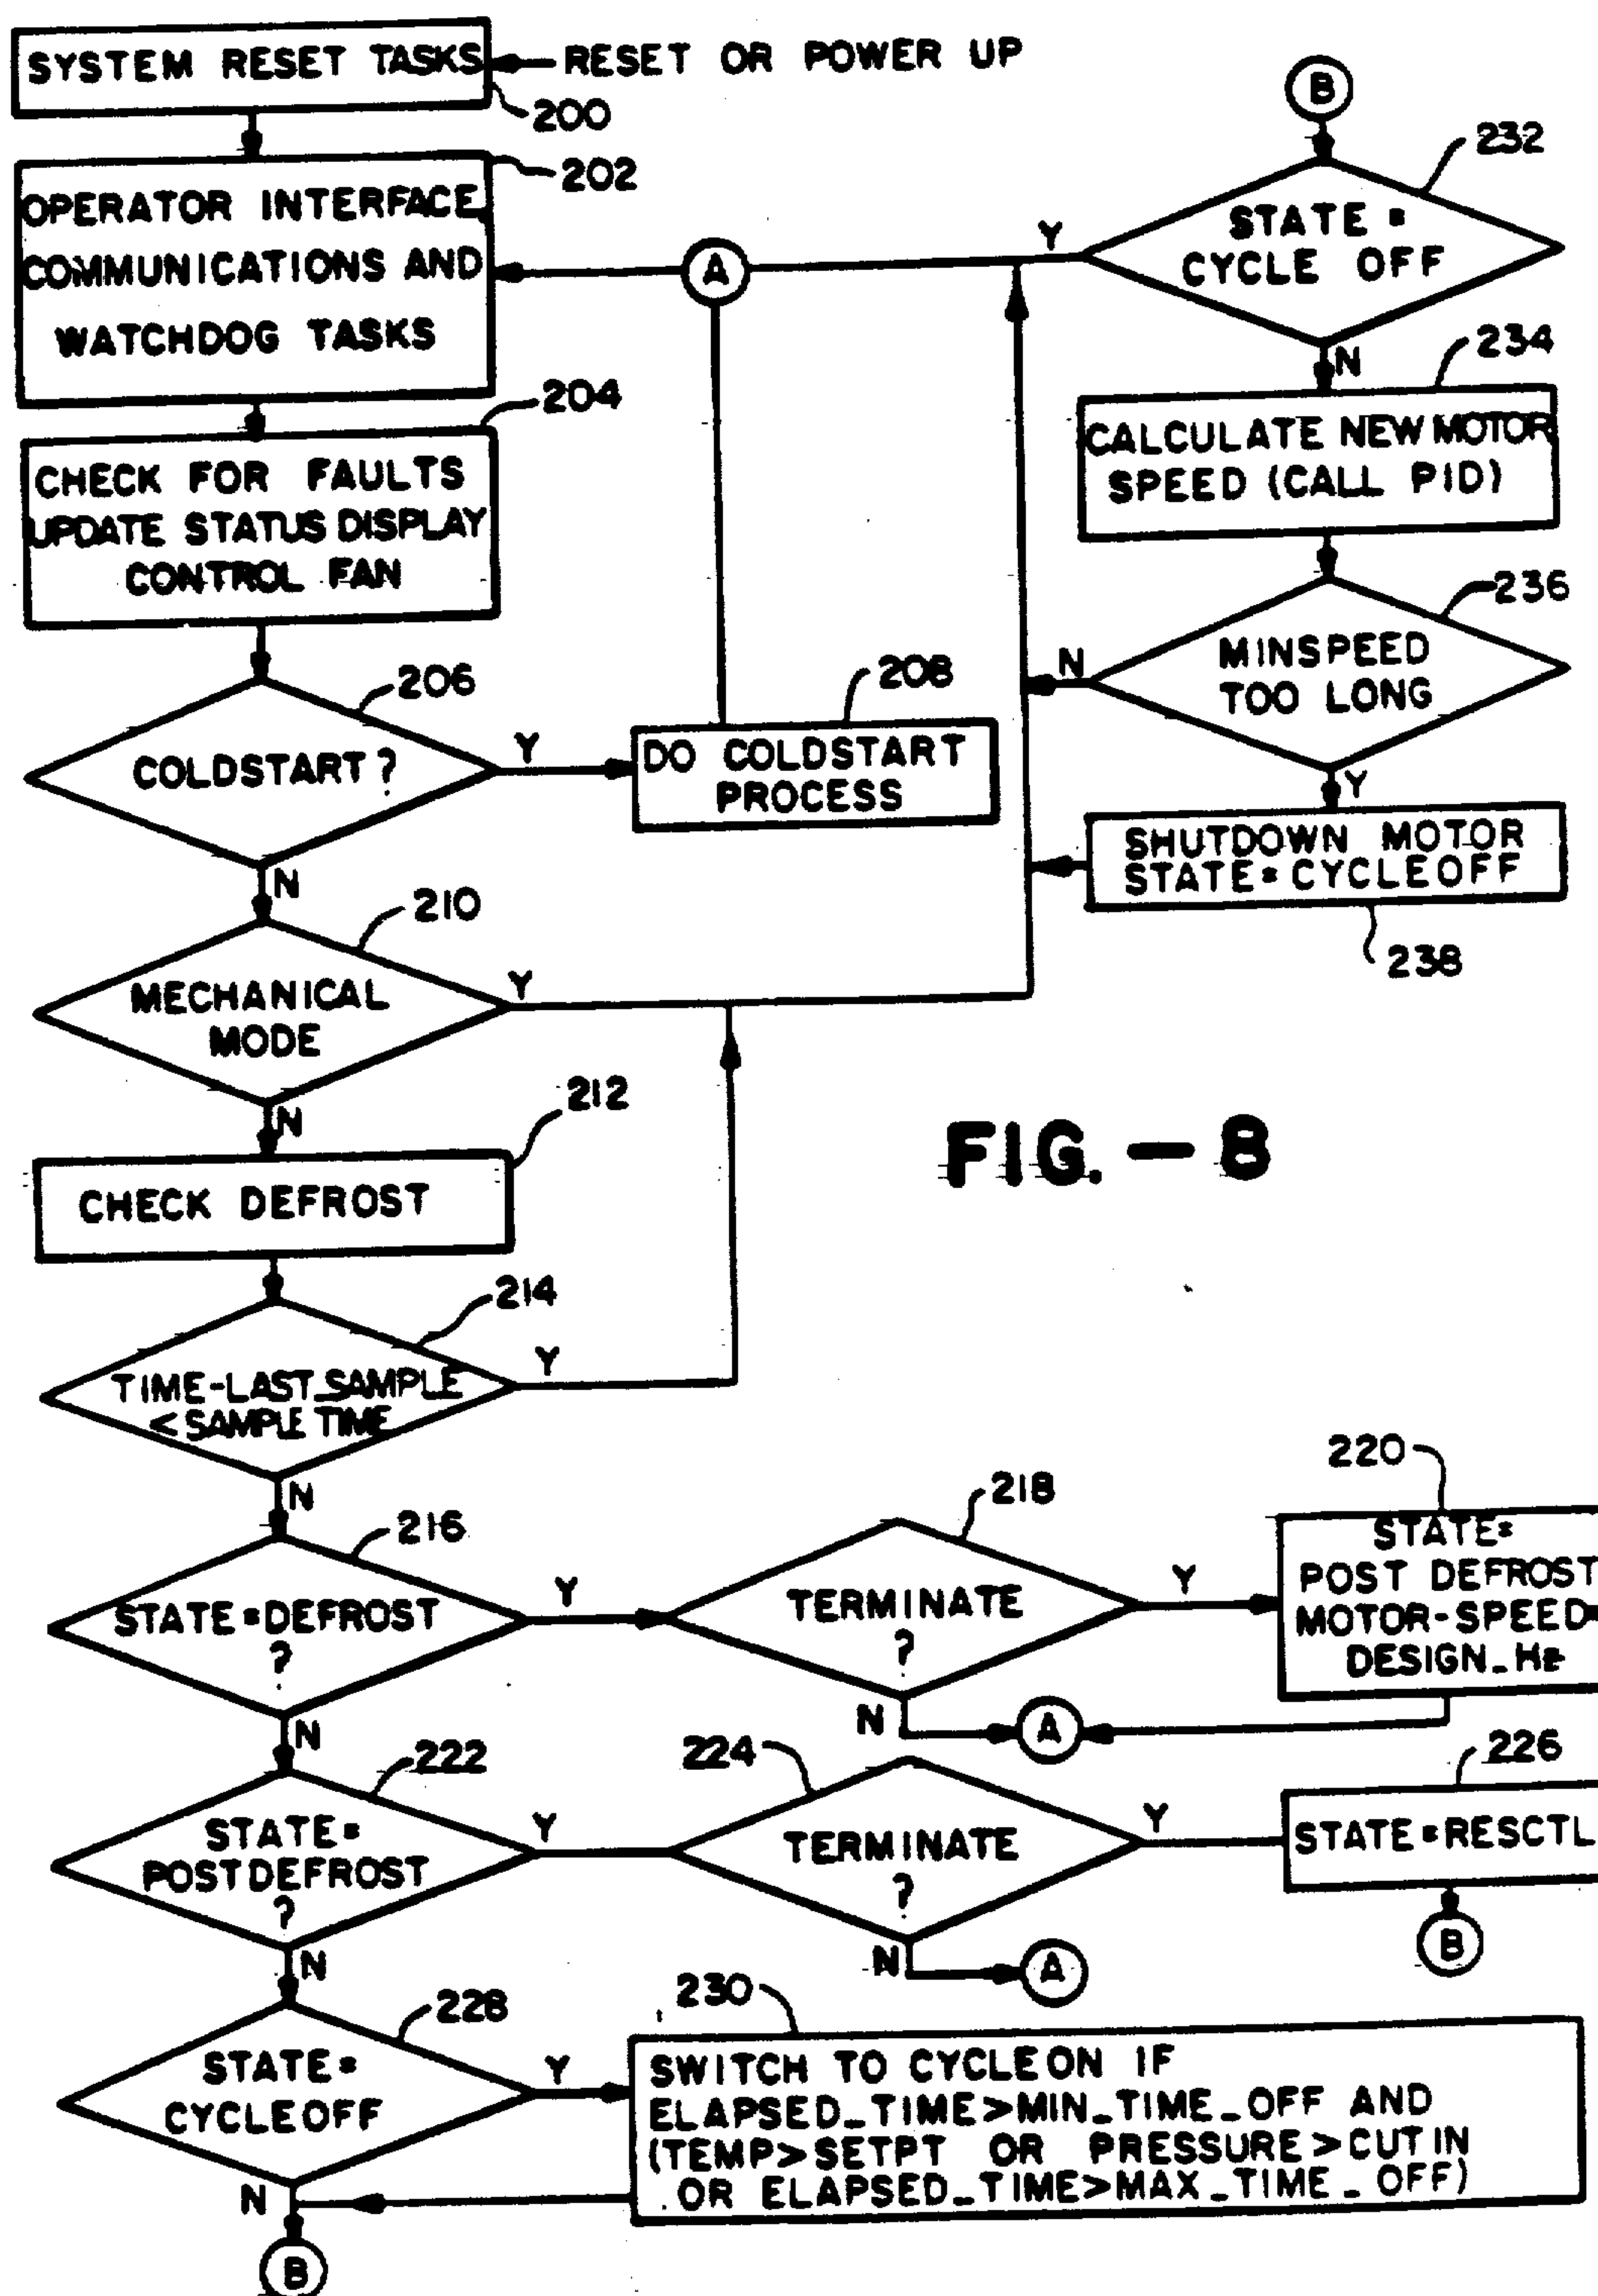 SYSTEM RESET TASKS
RESET OR POWER UP
200
202
OPERATOR INTERFACE,
COMMUNICATIONS AND
WATCHDOG TASKS
204
CHECK FOR FAULTS
UPDATE STATUS DISPLAY
CONTROL FAN
206
COLDSTART?
Y
208
DO COLDSTART
PROCESS
A
N
210
MECHANICAL
MODE
Y
N
212
CHECK DEFROST
214
TIME-LAST_SAMPLE
< SAMPLE TIME
Y
N
216
STATE=DEFROST
?
Y
218
TERMINATE
?
Y
220
STATE=
POST DEFROST
MOTOR-SPEED=
DESIGN_Hz
N
A
N
222
STATE=
POSTDEFROST
?
Y
224
TERMINATE
?
Y
226
STATE=RESCTL
B
N
A
N
228
STATE=
CYCLEOFF
Y
230
SWITCH TO CYCLEON IF
ELAPSED_TIME>MIN_TIME_OFF AND
(TEMP>SETPT OR PRESSURE>CUTIN
OR ELAPSED_TIME>MAX_TIME_OFF)
N
B
B
232
STATE =
CYCLE OFF
Y
N
234
CALCULATE NEW MOTOR
SPEED (CALL PID)
236
MINSPEED
TOO LONG
N
Y
SHUTDOWN MOTOR
STATE=CYCLEOFF
238
FIG.-8